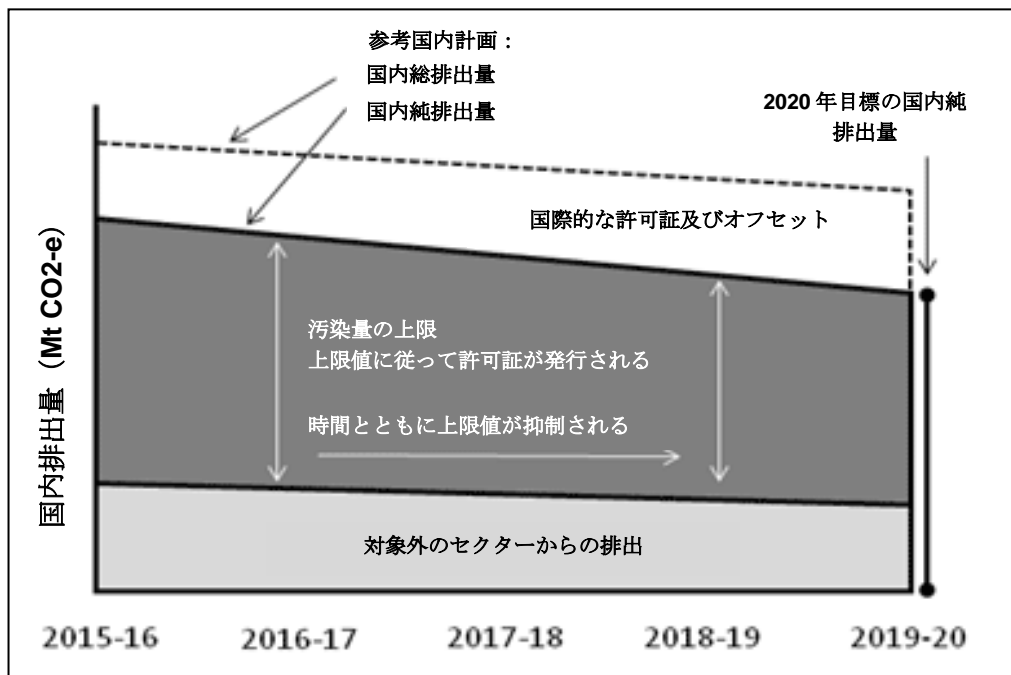 参考国内計画：
国内総排出量
国内純排出量
2020 年目標の国内純
排出量
国際的な許可証及びオフセット
国内排出量（Mt CO2-e）
汚染量の上限
上限値に従って許可証が発行される
時間とともに上限値が抑制される
対象外のセクターからの排出
2015-16 2016-17 2017-18 2018-19 2019-20